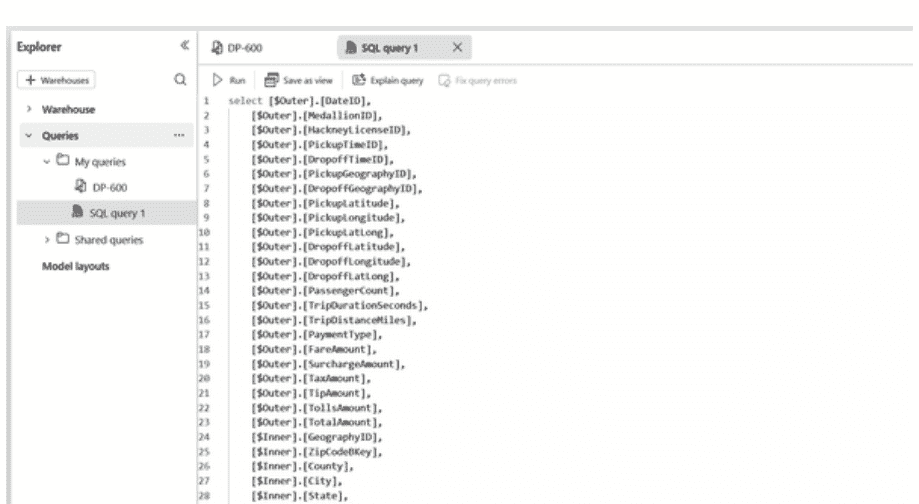 Explorer
+ Warehouses
Warehouse
Queries
My queries
DP-600
SQL query 1
Shared queries
Model layouts
DP-600
SQL query 1
Run
Save as view
Explain query
Fix query errors
1 select [$Outer].[DateID],
2 [$Outer].[MedallionID],
3 [$Outer].[HackneyLicenseID],
4 [$Outer].[PickupTimeID],
5 [$Outer].[DropoffTimeID],
6 [$Outer].[PickupGeographyID],
7 [$Outer].[DropoffGeographyID],
8 [$Outer].[PickupLatitude],
9 [$Outer].[PickupLongitude],
10 [$Outer].[PickupLatLong],
11 [$Outer].[DropoffLatitude],
12 [$Outer].[DropoffLongitude],
13 [$Outer].[DropoffLatLong],
14 [$Outer].[PassengerCount],
15 [$Outer].[TripDurationSeconds],
16 [$Outer].[TripDistanceMiles],
17 [$Outer].[PaymentType],
18 [$Outer].[FareAmount],
19 [$Outer].[SurchargeAmount],
20 [$Outer].[TaxAmount],
21 [$Outer].[TipAmount],
22 [$Outer].[TollsAmount],
23 [$Outer].[TotalAmount],
24 [$Inner].[GeographyID],
25 [$Inner].[ZipCodeBKey],
26 [$Inner].[County],
27 [$Inner].[City],
28 [$Inner].[State],